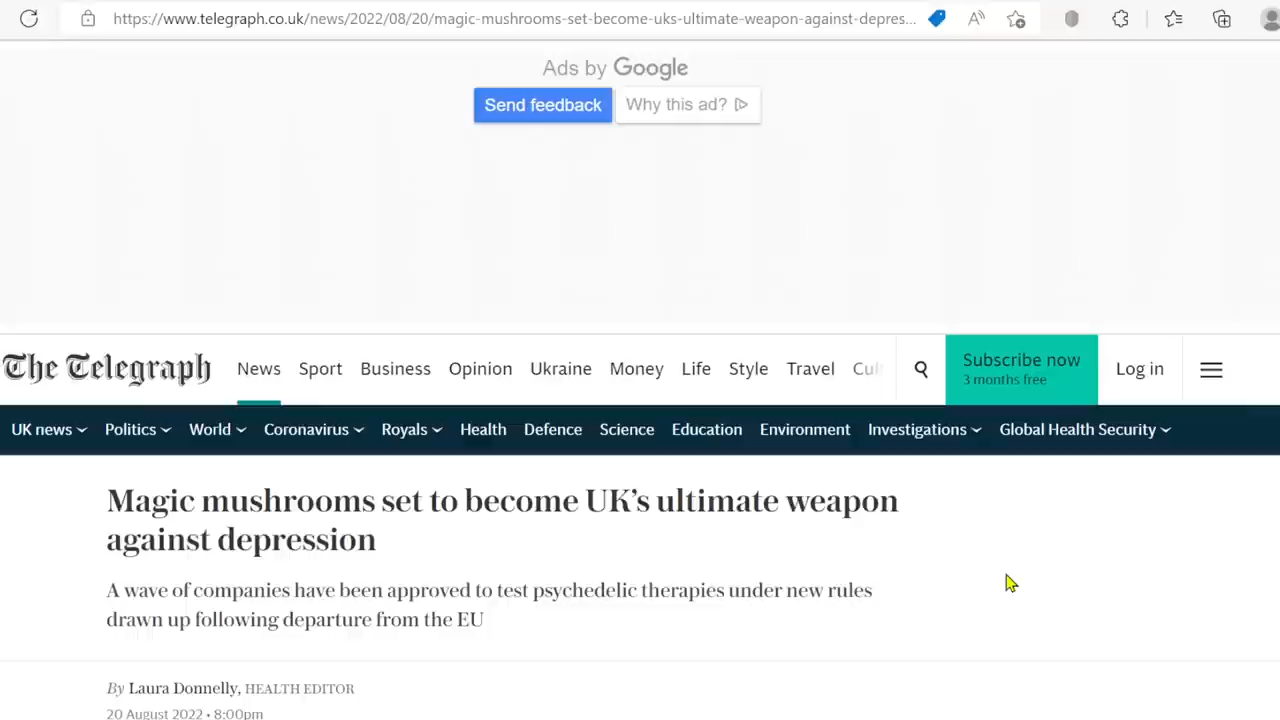 https://www.telegraph.co.uk/news/2022/08/20/magic-mushrooms-set-become-uks-ultimate-weapon-against-depres...
Ads by Google
Send feedback Why this ad?
The Telegraph News Sport Business Opinion Ukraine Money Life Style Travel Cul Subscribe now Log in
3 months free
UK news Politics World Coronavirus Royals Health Defence Science Education Environment Investigations Global Health Security
Magic mushrooms set to become UK's ultimate weapon
against depression
A wave of companies have been approved to test psychedelic therapies under new rules
drawn up following departure from the EU
By Laura Donnelly, HEALTH EDITOR
20 August 2022 • 8:00pm